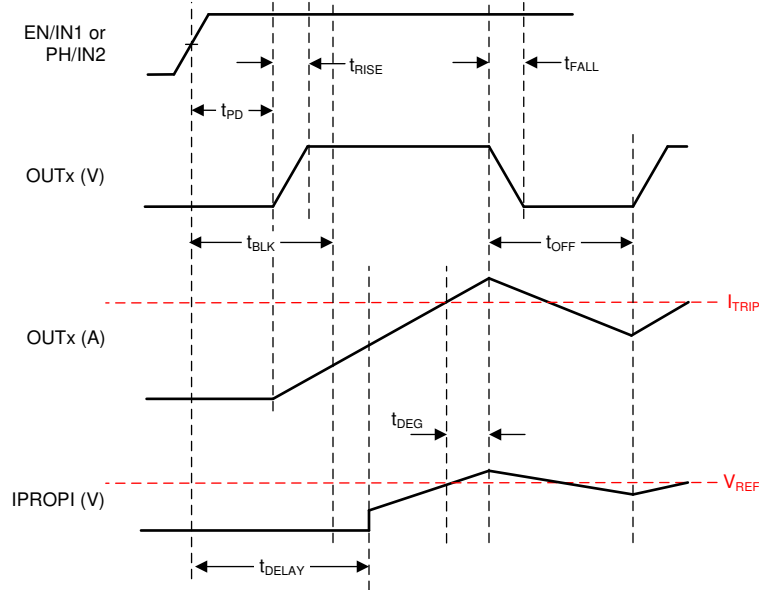 EN/IN1 or
PH/IN2
tRISE
tFALL
tPD
OUTx (V)
tBLK
tOFF
ITRIP
OUTx (A)
tDEG
VREF
IPROPI (V)
tDELAY